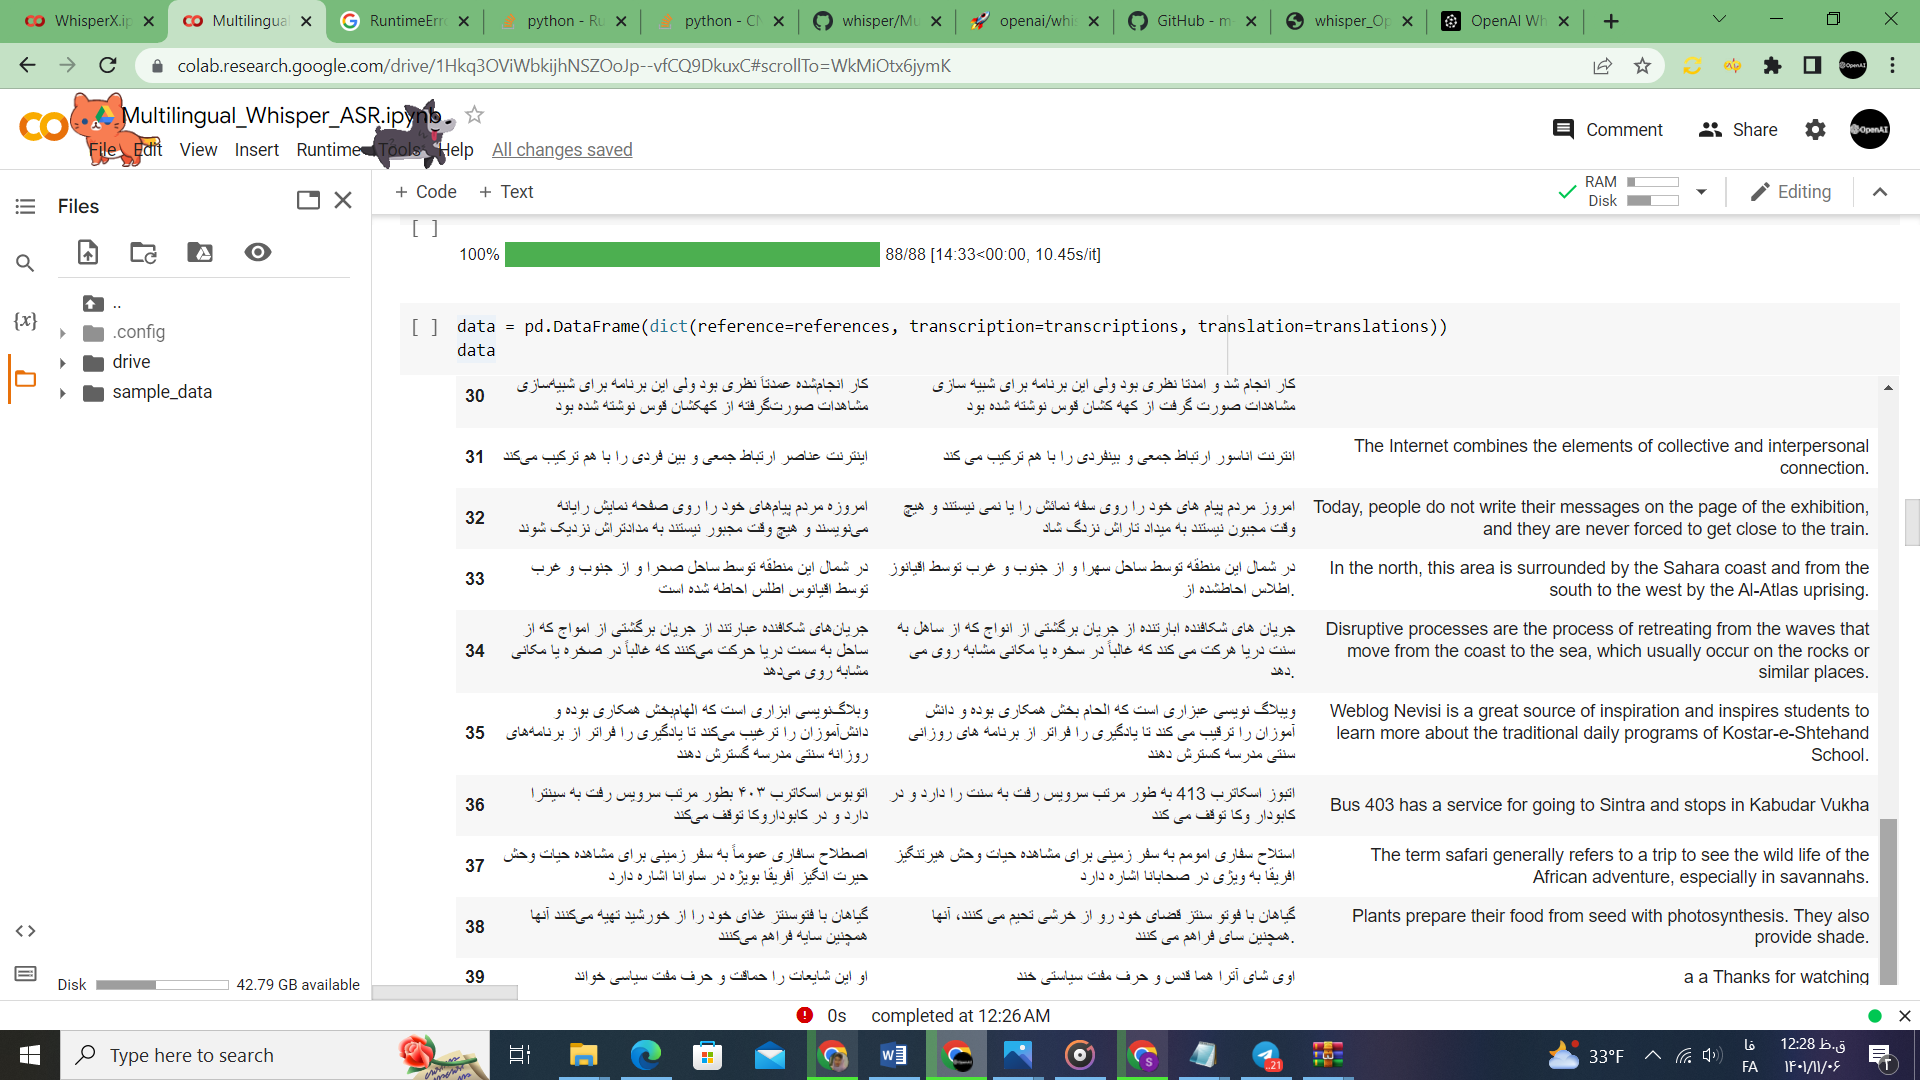 WhisperX.ip
Multilingual
RuntimeErro
python - Ru
python - CN
whisper/Mu
openai/whis
GitHub - m-
whisper_Op
OpenAI Wh
colab.research.google.com/drive/1Hkq3OViWbkijhNSZOoJp--vfCQ9DkuxC#scrollTo=WkMiOtx6jymK
Multilingual_Whisper_ASR.ipynb
File Edit View Insert Runtime Tools Help All changes saved
Comment Share OpenAI
Files
+ Code + Text
RAM
Disk
Editing
[ ]
100% 88/88 [14:33<00:00, 10.45s/it]
..
.config
drive
sample_data
[ ] data = pd.DataFrame(dict(reference=references, transcription=transcriptions, translation=translations))
data
30
کار انجام‌شده عمدتاً نظری بود ولی این برنامه برای شبیه‌سازی
مشاهدات صورت‌گرفته از کهکشان قوس نوشته شده بود
کار انجام شد و امدتا نظری بود ولی این برنامه برای شبیه سازی
مشاهدات صورت گرفت از کهه کشان قوس نوشته شده بود
31
اینترنت عناصر ارتباط جمعی و بین فردی را با هم ترکیب می‌کند
انترنت اناسور ارتباط جمعی و بینفردی را با هم ترکیب می کند
The Internet combines the elements of collective and interpersonal
connection.
32
امروزه مردم پیام‌های خود را روی صفحه نمایش رایانه
می‌نویسند و هیچ وقت مجبور نیستند به مدادتراش نزدیک شوند
امروز مردم پیام های خود را روی سفه نمائش را یا نمی نیستند و هیچ
وقت مجبون نیستند به میداد تاراش نزدگ شاد
Today, people do not write their messages on the page of the exhibition,
and they are never forced to get close to the train.
33
در شمال این منطقه توسط ساحل صحرا و از جنوب و غرب
توسط اقیانوس اطلس احاطه شده است
در شمال این منطقه توسط ساحل سهرا و از جنوب و غرب توسط اقیانوز
اطلاس احاطشده از.
In the north, this area is surrounded by the Sahara coast and from the
south to the west by the Al-Atlas uprising.
34
جریان‌های شکافنده عبارتند از جریان برگشتی از امواج که از
ساحل به سمت دریا حرکت می‌کنند که غالباً در صخره یا مکانی
مشابه روی می‌دهد
جریان های شکافنده ابارتنده از جریان برگشتی از انواج که از ساهل به
سنت دریا هرکت می کند که غالباً در سخره یا مکانی مشابه روی می
دهد.
Disruptive processes are the process of retreating from the waves that
move from the coast to the sea, which usually occur on the rocks or
similar places.
35
وبلاگ‌نویسی ابزاری است که الهام‌بخش همکاری بوده و
دانش‌آموزان را ترغیب می‌کند تا یادگیری را فراتر از برنامه‌های
روزانه سنتی مدرسه گسترش دهند
ویبلاگ نویسی عبزاری است که الحام بخش همکاری بوده و دانش
آموزان را ترقیب می کند تا یادگیری را فراتر از برنامه های روزانی
سنتی مدرسه کسترش دهند
Weblog Nevisi is a great source of inspiration and inspires students to
learn more about the traditional daily programs of Kostar-e-Shtehand
School.
36
اتوبوس اسکاترب ۴۰۳ بطور مرتب سرویس رفت به سینترا
دارد و در کابوداروکا توقف می‌کند
اتبوز اسکاترب 413 به طور مرتب سرویس رفت به سنت را دارد و در
کابودار وکا توقف می کند
Bus 403 has a service for going to Sintra and stops in Kabudar Vukha
37
اصطلاح سافاری عموماً به سفر زمینی برای مشاهده حیات وحش
حیرت انگیز آفریقا بویژه در ساوانا اشاره دارد
استلاح سفاری اموم‌م به سفر زمینی برای مشاهده حیات وحش هیرتنگیز
افریقا به ویژی در صحابانا اشاره دارد
The term safari generally refers to a trip to see the wild life of the
African adventure, especially in savannahs.
38
گیاهان با فتوسنتز غذای خود را از خورشید تهیه می‌کنند آنها
همچنین سایه فراهم می‌کنند
گیاهان با فوتو سنتز قضای خود رو از خرشی تحیم می کنند، آنها
همچنین سای فراهم می کنند.
Plants prepare their food from seed with photosynthesis. They also
provide shade.
39
او این شایعات را حماقت و حرف مفت سیاسی خواند
اوی شای آترا هما قنس و حرف مفت سیاستی خند
a a Thanks for watching
Disk 42.79 GB available
0s completed at 12:26 AM
Type here to search
21
33°F
فا
FA
12:28 ق.ظ
۱۴۰۱/۱۱/۰۶
۲